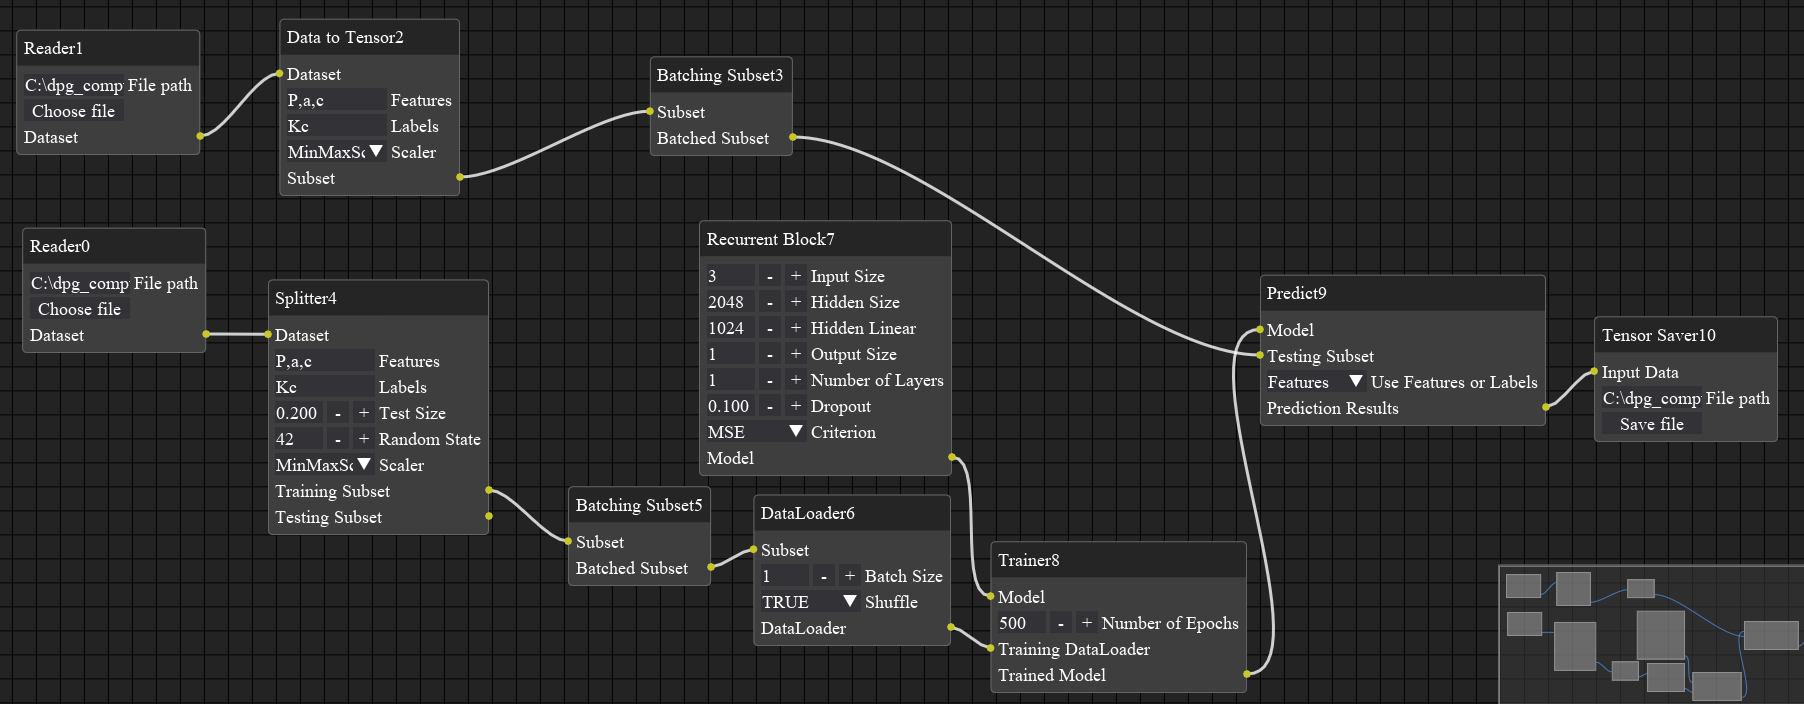 Reader1
C:\dpg_comp File path
Choose file
Dataset
Data to Tensor2
Dataset
P,a,c Features
Kc Labels
MinMaxSc Scaler
Subset
Batching Subset3
Subset
Batched Subset
Reader0
C:\dpg_comp File path
Choose file
Dataset
Splitter4
Dataset
P,a,c Features
Kc Labels
0.200 - + Test Size
42 - + Random State
MinMaxSc Scaler
Training Subset
Testing Subset
Batching Subset5
Subset
Batched Subset
Recurrent Block7
3 - + Input Size
2048 - + Hidden Size
1024 - + Hidden Linear
1 - + Output Size
1 - + Number of Layers
0.100 - + Dropout
MSE Criterion
Model
DataLoader6
Subset
1 - + Batch Size
TRUE Shuffle
DataLoader
Trainer8
Model
500 - + Number of Epochs
Training DataLoader
Trained Model
Predict9
Model
Testing Subset
Features Use Features or Labels
Prediction Results
Tensor Saver10
Input Data
C:\dpg_comp File path
Save file